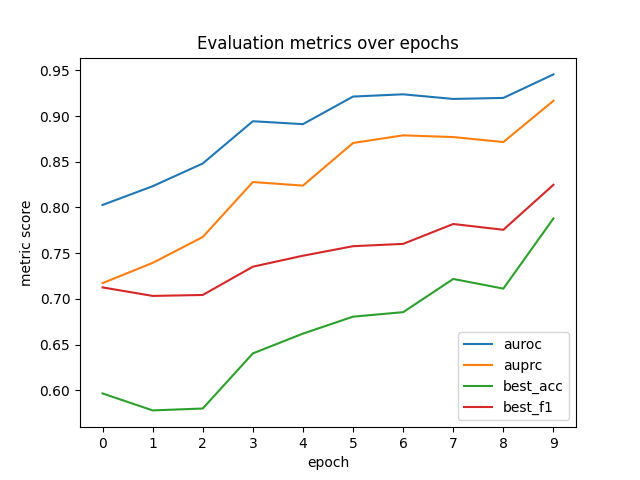 Evaluation metrics over epochs
metric score
0.95
0.90
0.85
0.80
0.75
0.70
0.65
0.60
auroc
auprc
best_acc
best_f1
0 1 2 3 4 5 6 7 8 9
epoch